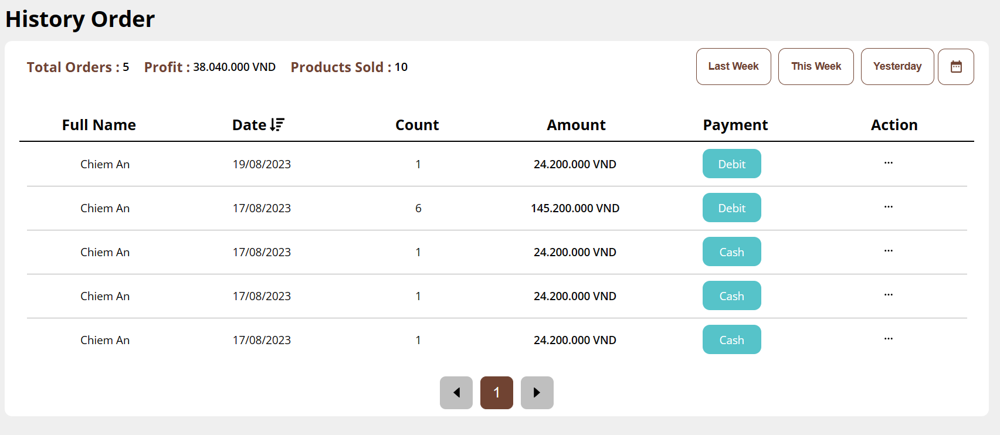 History Order
Total Orders : 5 Profit : 38.040.000 VND Products Sold : 10 Last Week This Week Yesterday
Full Name Date Count Amount Payment Action
Chiem An 19/08/2023 1 24.200.000 VND Debit ...
Chiem An 17/08/2023 6 145.200.000 VND Debit ...
Chiem An 17/08/2023 1 24.200.000 VND Cash ...
Chiem An 17/08/2023 1 24.200.000 VND Cash ...
Chiem An 17/08/2023 1 24.200.000 VND Cash ...
1